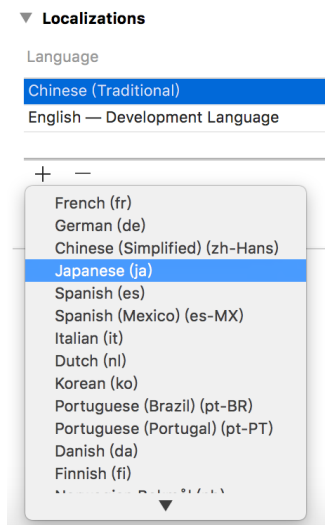 Localizations
Language
Chinese (Traditional)
English — Development Language
French (fr)
German (de)
Chinese (Simplified) (zh-Hans)
Japanese (ja)
Spanish (es)
Spanish (Mexico) (es-MX)
Italian (it)
Dutch (nl)
Korean (ko)
Portuguese (Brazil) (pt-BR)
Portuguese (Portugal) (pt-PT)
Danish (da)
Finnish (fi)